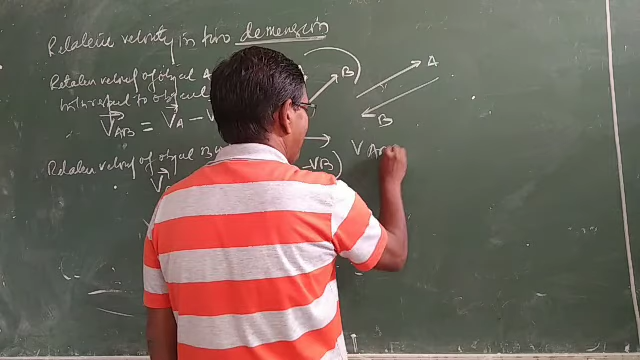 Relative velocity in two demension
Relative velocity of object A
with respect to object
V⃗AB = V⃗A −
B
A
B
Relative velocity of object B
V⃗
−VB)
V AB